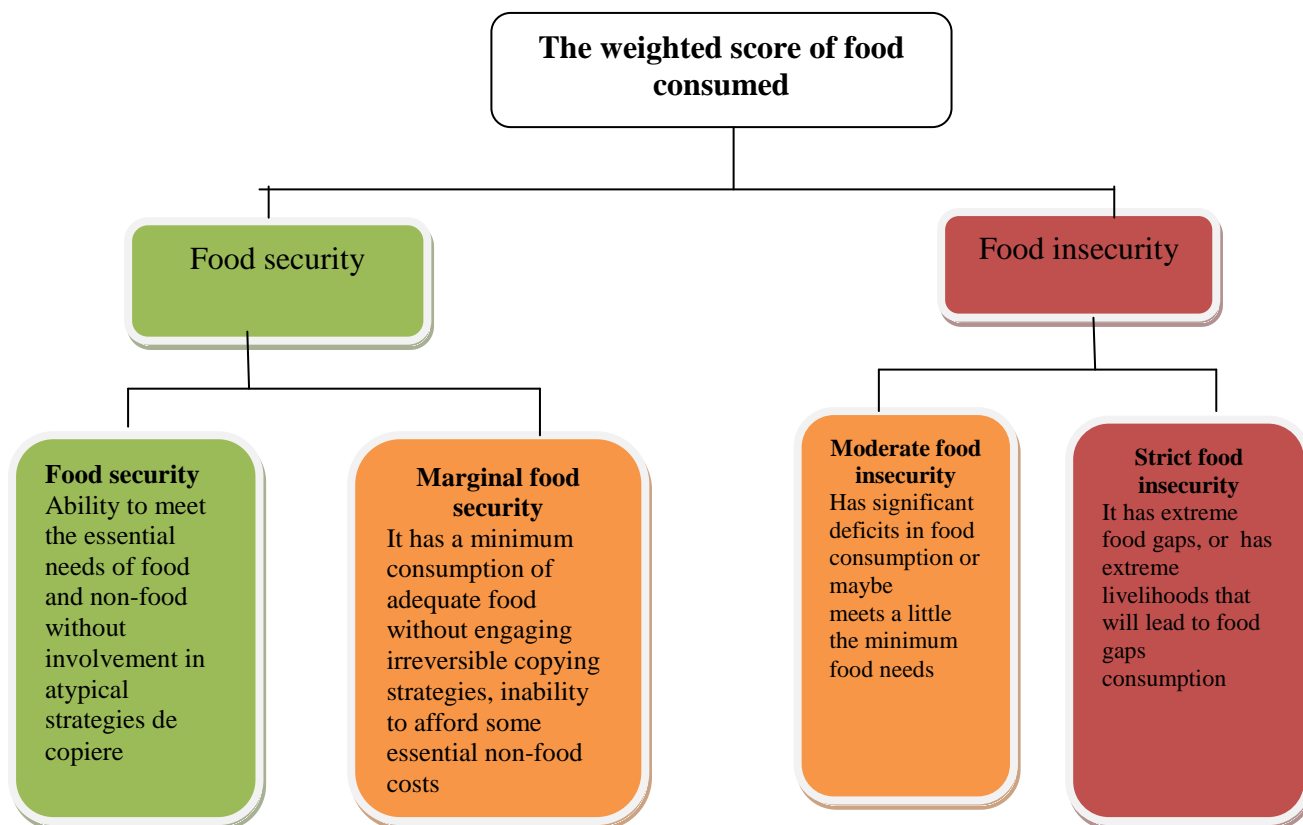 The weighted score of food
consumed
Food security
Food insecurity
Food security
Ability to meet
the essential
needs of food
and non-food
without
involvement in
atypical
strategies de
copiere
Marginal food
security
It has a minimum
consumption of
adequate food
without engaging
irreversible copying
strategies, inability
to afford some
essential non-food
costs
Moderate food
insecurity
Has significant
deficits in food
consumption or
maybe
meets a little
the minimum
food needs
Strict food
insecurity
It has extreme
food gaps, or has
extreme
livelihoods that
will lead to food
gaps
consumption